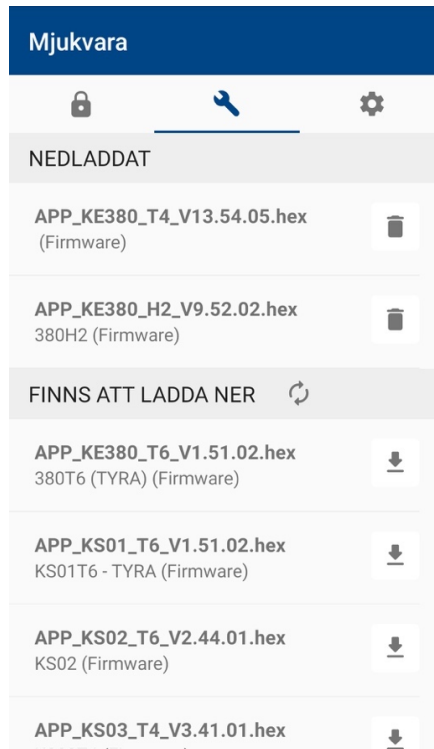 Mjukvara
NEDLADDAT
APP_KE380_T4_V13.54.05.hex
(Firmware)
APP_KE380_H2_V9.52.02.hex
380H2 (Firmware)
FINNS ATT LADDA NER
APP_KE380_T6_V1.51.02.hex
380T6 (TYRA) (Firmware)
APP_KS01_T6_V1.51.02.hex
KS01T6 - TYRA (Firmware)
APP_KS02_T6_V2.44.01.hex
KS02 (Firmware)
APP_KS03_T4_V3.41.01.hex